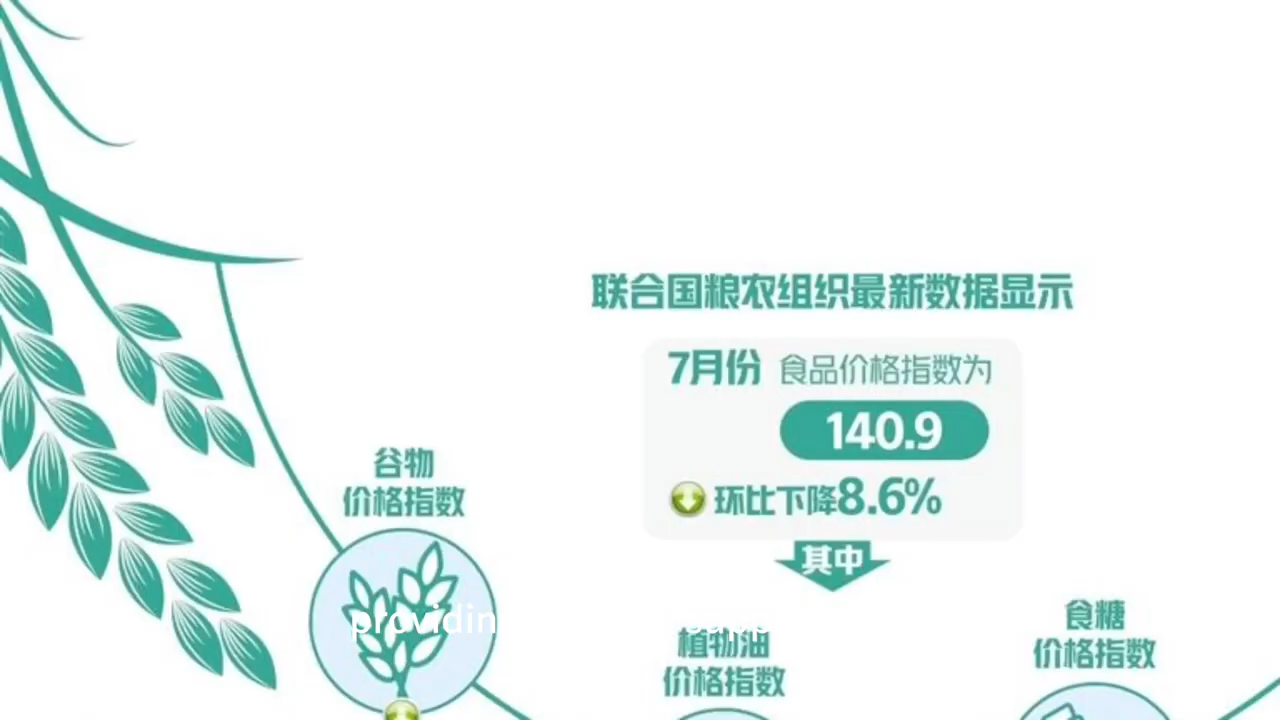 联合国粮农组织最新数据显示
7月份 食品价格指数为
140.9
环比下降8.6%
其中
谷物
价格指数
植物油
价格指数
食糖
价格指数